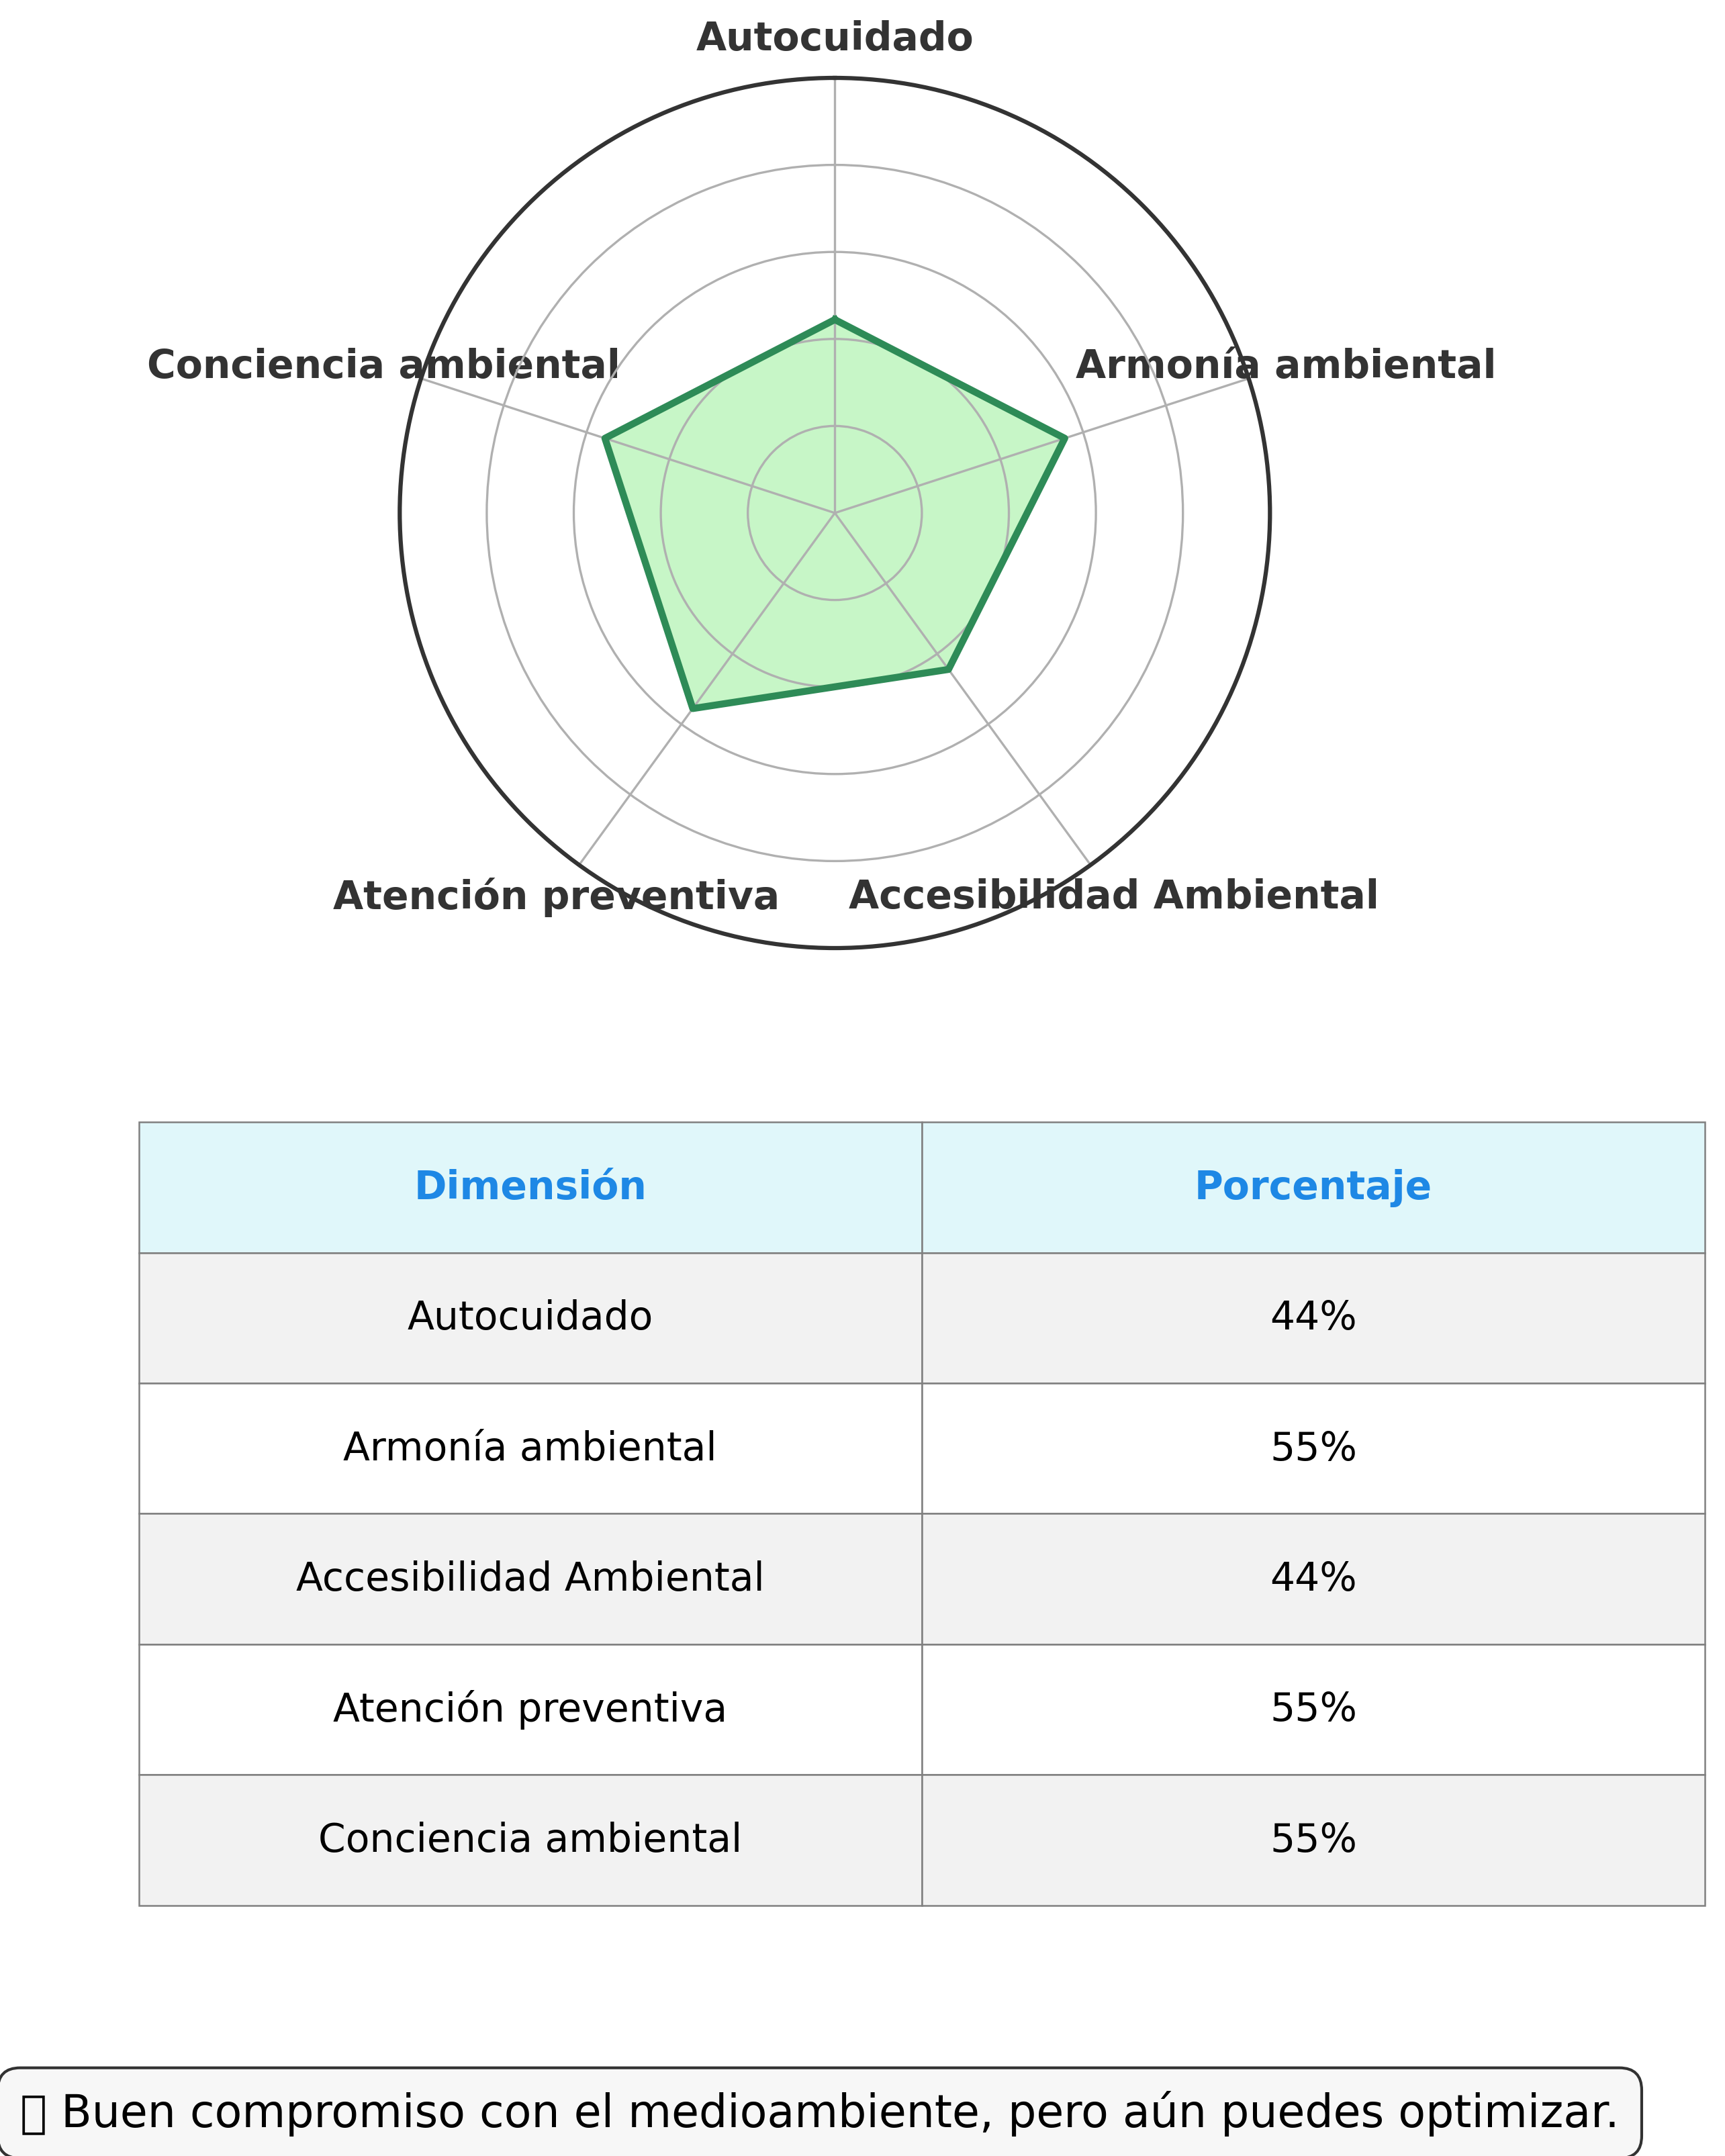 Autocuidado
Conciencia ambiental
Armonía ambiental
Atención preventiva
Accesibilidad Ambiental
Dimensión Porcentaje
Autocuidado 44%
Armonía ambiental 55%
Accesibilidad Ambiental 44%
Atención preventiva 55%
Conciencia ambiental 55%
Buen compromiso con el medioambiente, pero aún puedes optimizar.